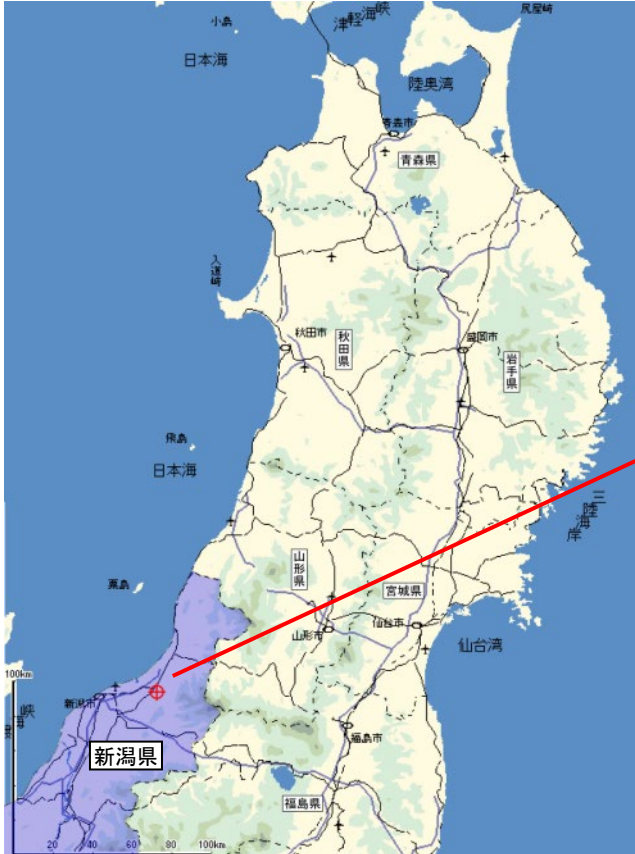 小島
津軽海峡
尻屋崎
日本海
陸奥湾
青森市
青森県
入道崎
秋田市
秋田県
盛岡市
岩手県
飛島
日本海
三陸海岸
山形県
粟島
宮城県
山形市
仙台市
仙台湾
100km
新潟市
海峡
新潟県
福島市
福島県
20 40 60 80 100km